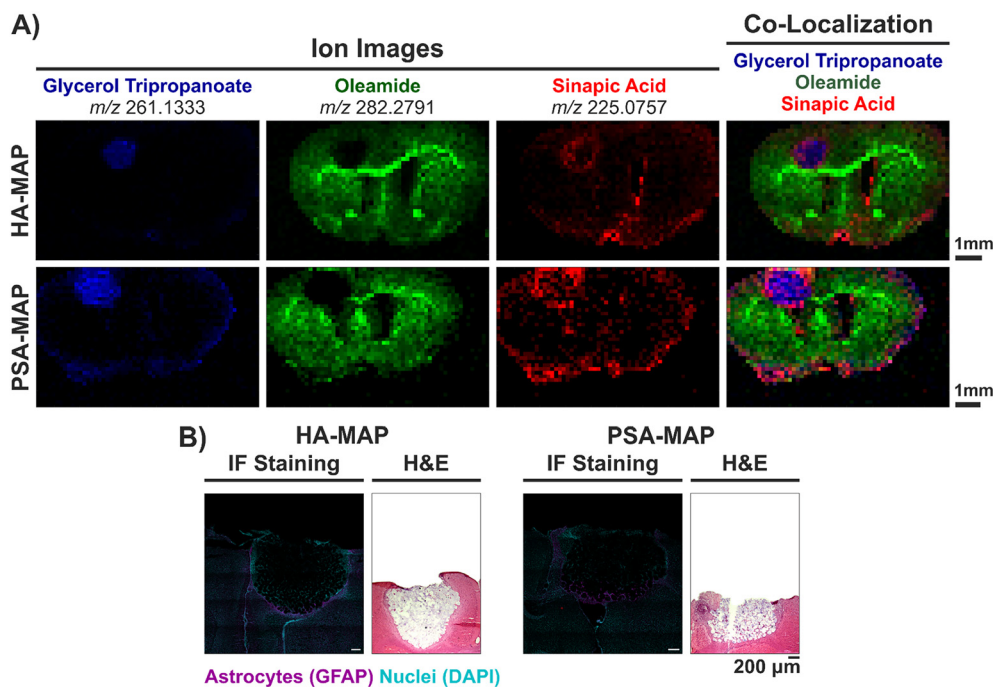 A)
Ion Images
Co-Localization
Glycerol Tripropanoate
m/z 261.1333
Oleamide
m/z 282.2791
Sinapic Acid
m/z 225.0757
Glycerol Tripropanoate
Oleamide
Sinapic Acid
HA-MAP
1mm
PSA-MAP
1mm
B)
HA-MAP
PSA-MAP
IF Staining
H&E
IF Staining
H&E
Astrocytes (GFAP) Nuclei (DAPI)
200 µm